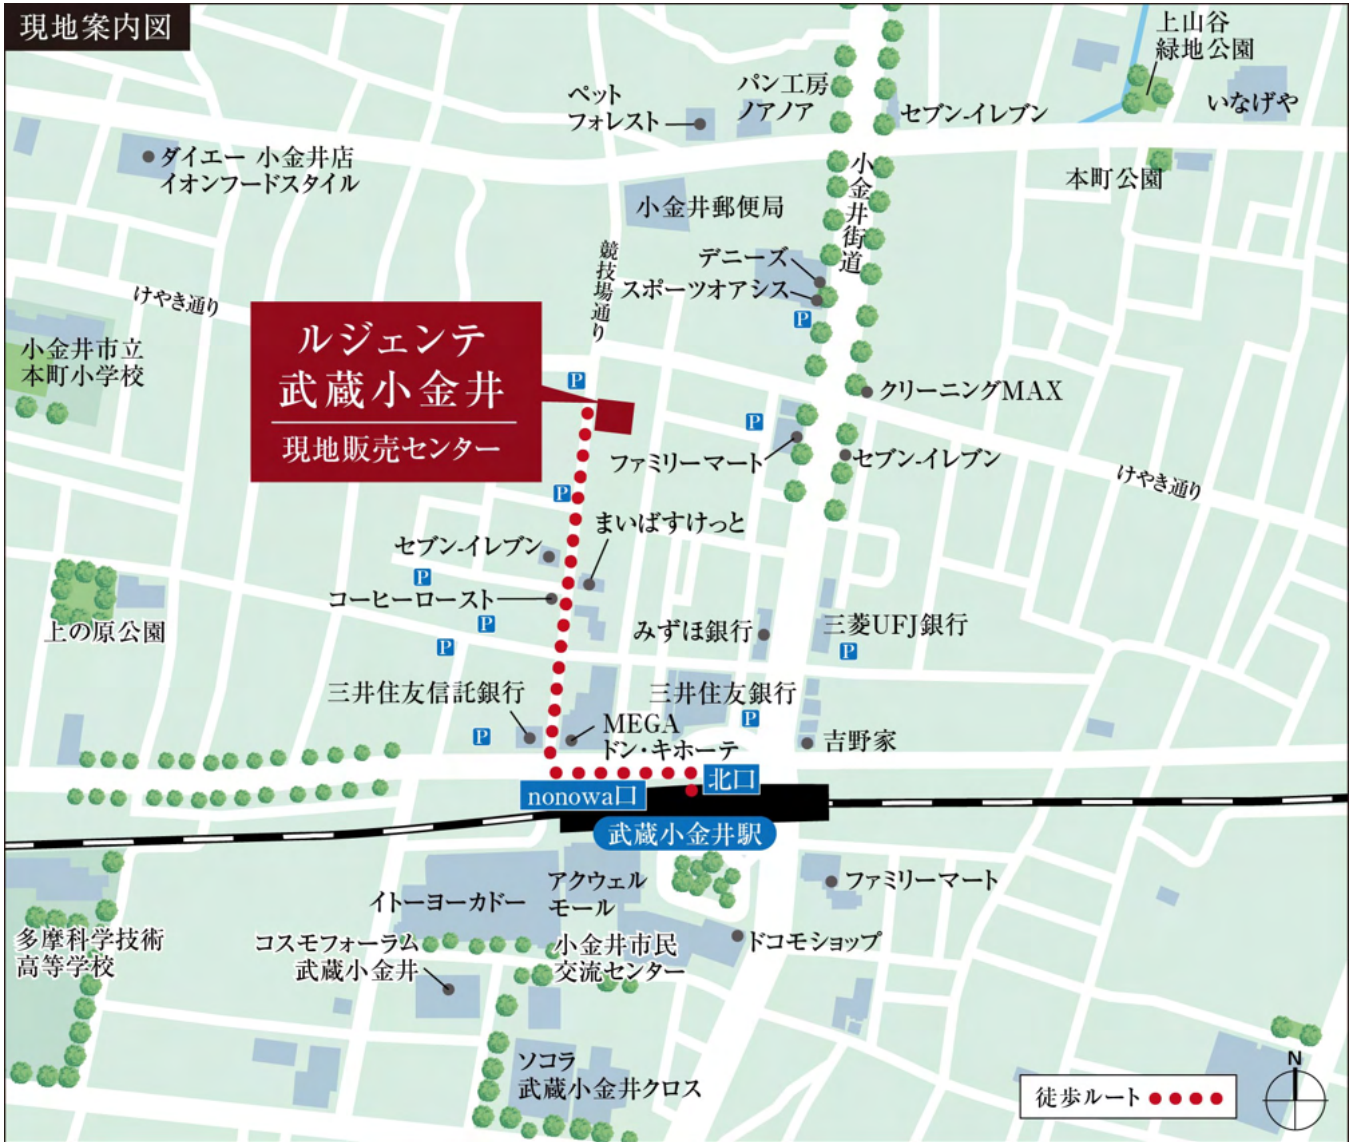 現地案内図
上山谷
緑地公園
いなげや
ペット
フォレスト
パン工房
ノアノア
セブン-イレブン
ダイエー 小金井店
イオンフードスタイル
本町公園
小金井街道
小金井郵便局
競技場通り
デニーズ
スポーツオアシス
P
けやき通り
小金井市立
本町小学校
ルジェンテ
武蔵小金井
現地販売センター
P
クリーニングMAX
P
ファミリーマート
セブン-イレブン
けやき通り
P
まいばすけっと
セブン-イレブン
P
コーヒーロースト
P
P
上の原公園
みずほ銀行
三菱UFJ銀行
P
三井住友信託銀行
三井住友銀行
P
P
MEGA
ドン・キホーテ
吉野家
北口
nonowa口
武蔵小金井駅
イトーヨーカドー
アクウェル
モール
ファミリーマート
多摩科学技術
高等学校
コスモフォーラム
武蔵小金井
小金井市民
交流センター
ドコモショップ
ソコラ
武蔵小金井クロス
N
徒歩ルート